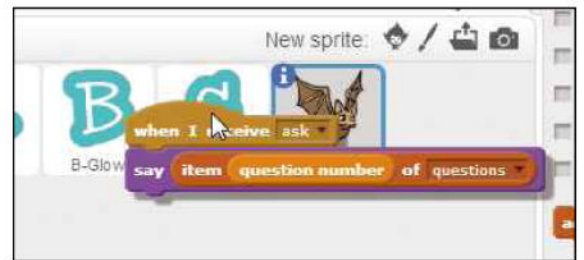 New sprite:
B-Glow
when I receive ask
say item question number of questions